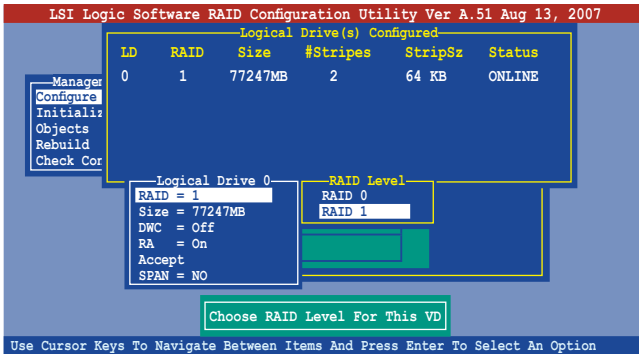 LSI Logic Software RAID Configuration Utility Ver A.51 Aug 13, 2007
Logical Drive(s) Configured
LD RAID Size #Stripes StripSz Status
0 1 77247MB 2 64 KB ONLINE
Managem
Configure
Initializ
Objects
Rebuild
Check Con
Logical Drive 0
RAID = 1
Size = 77247MB
DWC = Off
RA = On
Accept
SPAN = NO
RAID Level
RAID 0
RAID 1
Choose RAID Level For This VD
Use Cursor Keys To Navigate Between Items And Press Enter To Select An Option